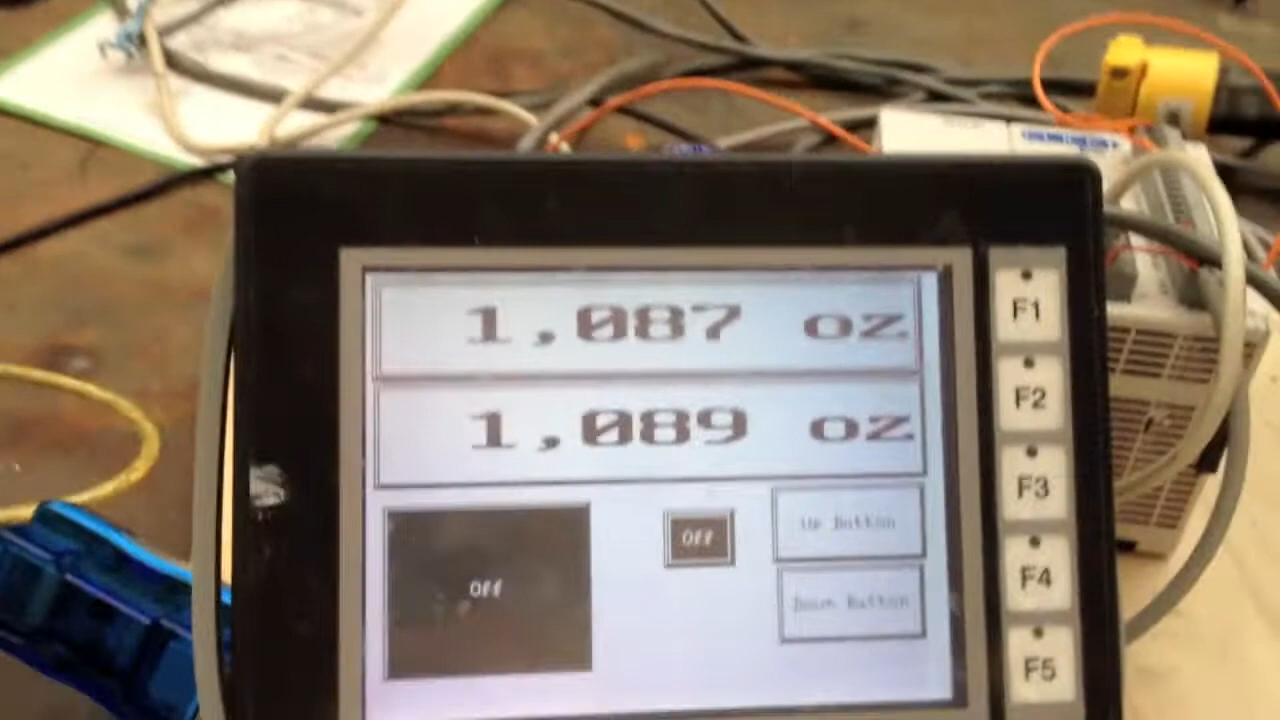 1,087 oz
1,089 oz
Off
Off
Up Button
Down Button
F1
F2
F3
F4
F5